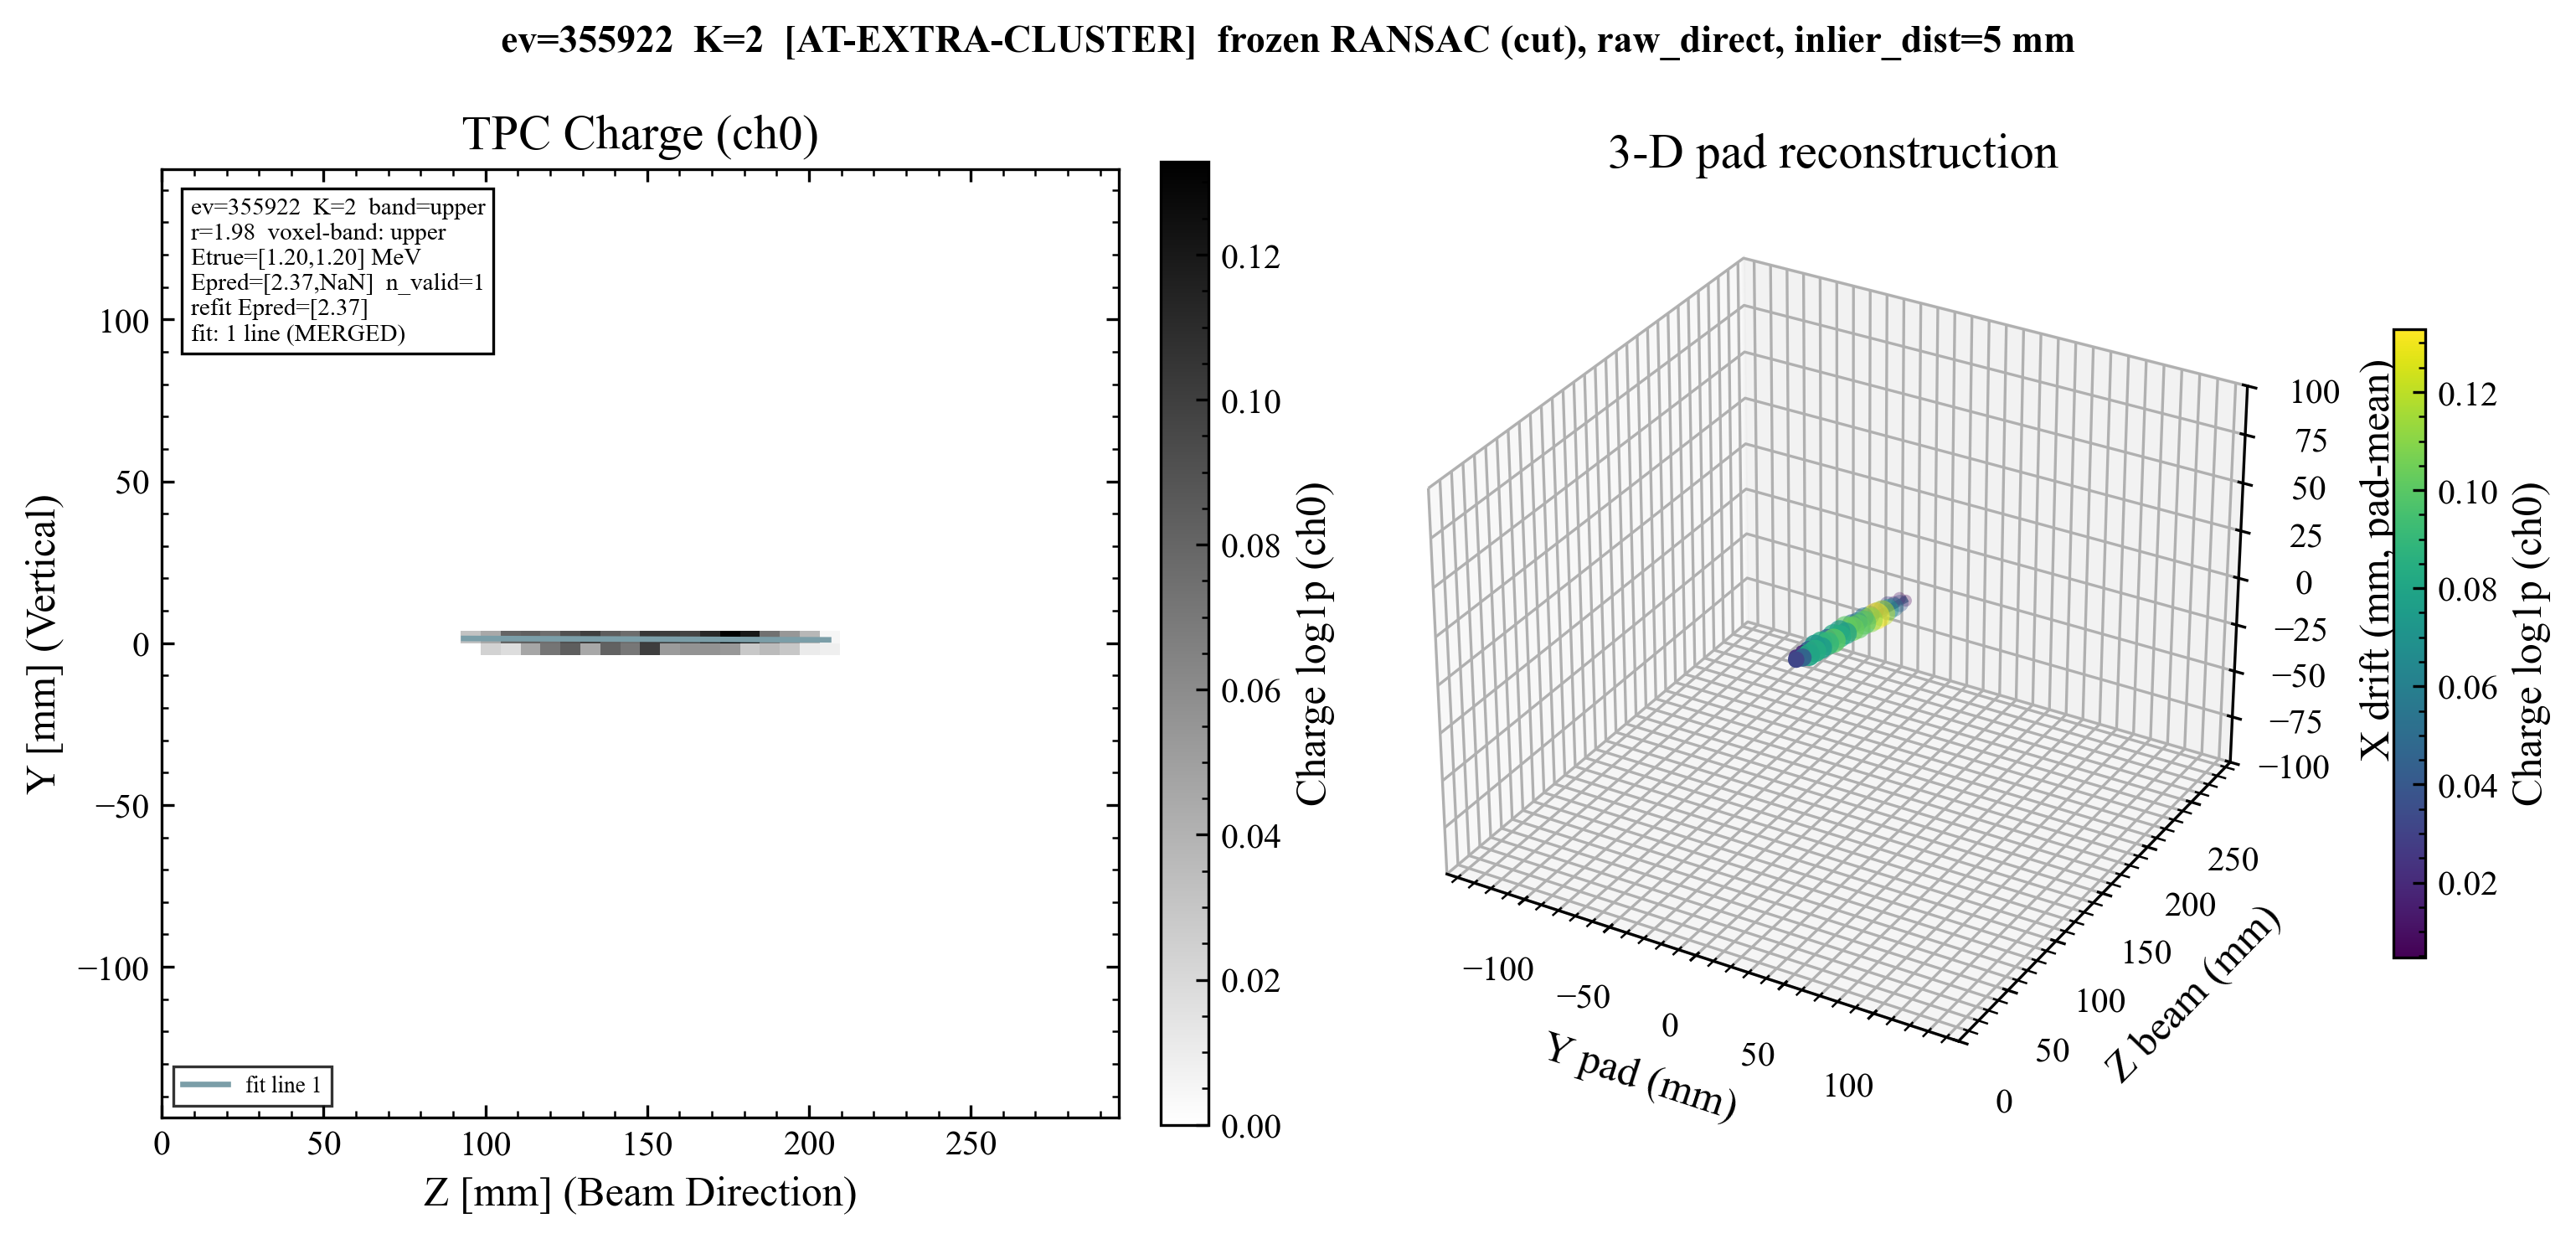 ev=355922 K=2 [AT-EXTRA-CLUSTER] frozen RANSAC (cut), raw_direct, inlier_dist=5 mm
TPC Charge (ch0)
ev=355922 K=2 band=upper
r=1.98 voxel-band: upper
Etrue=[1.20,1.20] MeV
Epred=[2.37,NaN] n_valid=1
refit Epred=[2.37]
fit: 1 line (MERGED)
100
50
0
−50
−100
Y [mm] (Vertical)
fit line 1
0
50
100
150
200
250
Z [mm] (Beam Direction)
0.12
0.10
0.08
0.06
0.04
0.02
0.00
Charge log1p (ch0)
3-D pad reconstruction
−100
−50
0
50
100
Y pad (mm)
0
50
100
150
200
250
Z beam (mm)
100
75
50
25
0
−25
−50
−75
−100
X drift (mm, pad-mean)
0.12
0.10
0.08
0.06
0.04
0.02
Charge log1p (ch0)